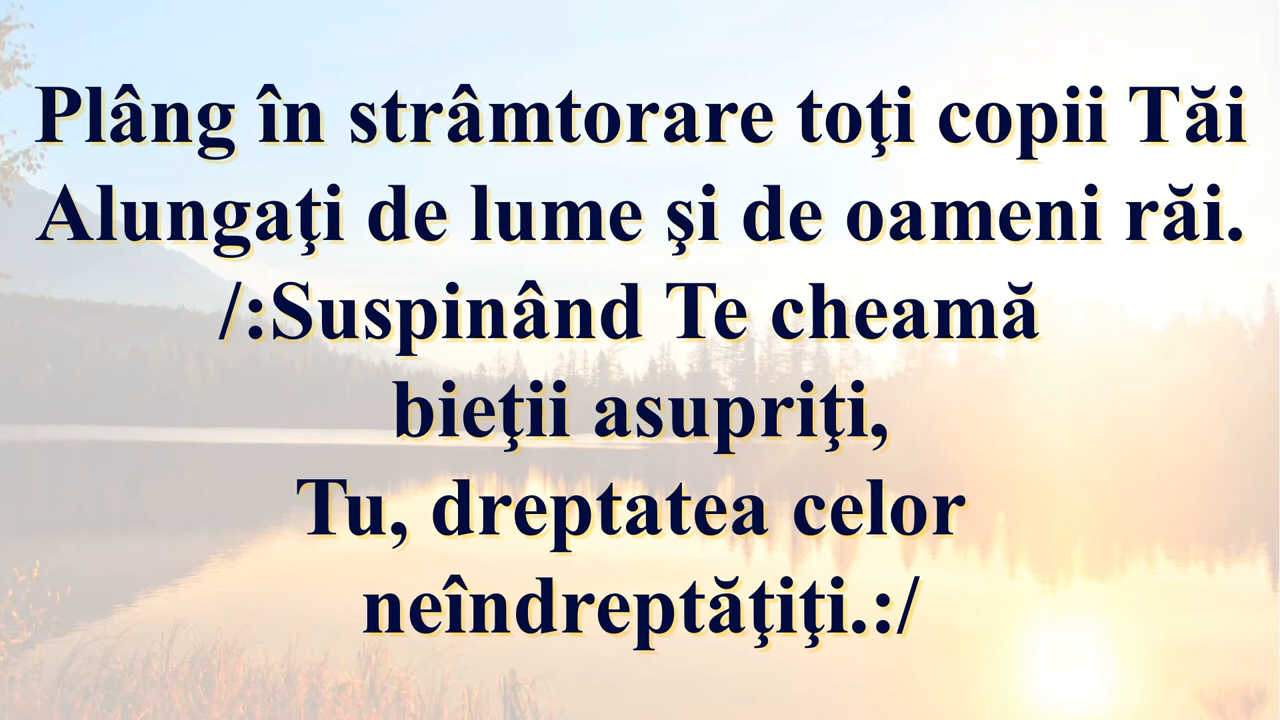 Plâng în strâmtorare toţi copii Tăi
Alungaţi de lume şi de oameni răi.
/:Suspinând Te cheamă
bieţii asupriţi,
Tu, dreptatea celor
neîndreptăţiţi.:/